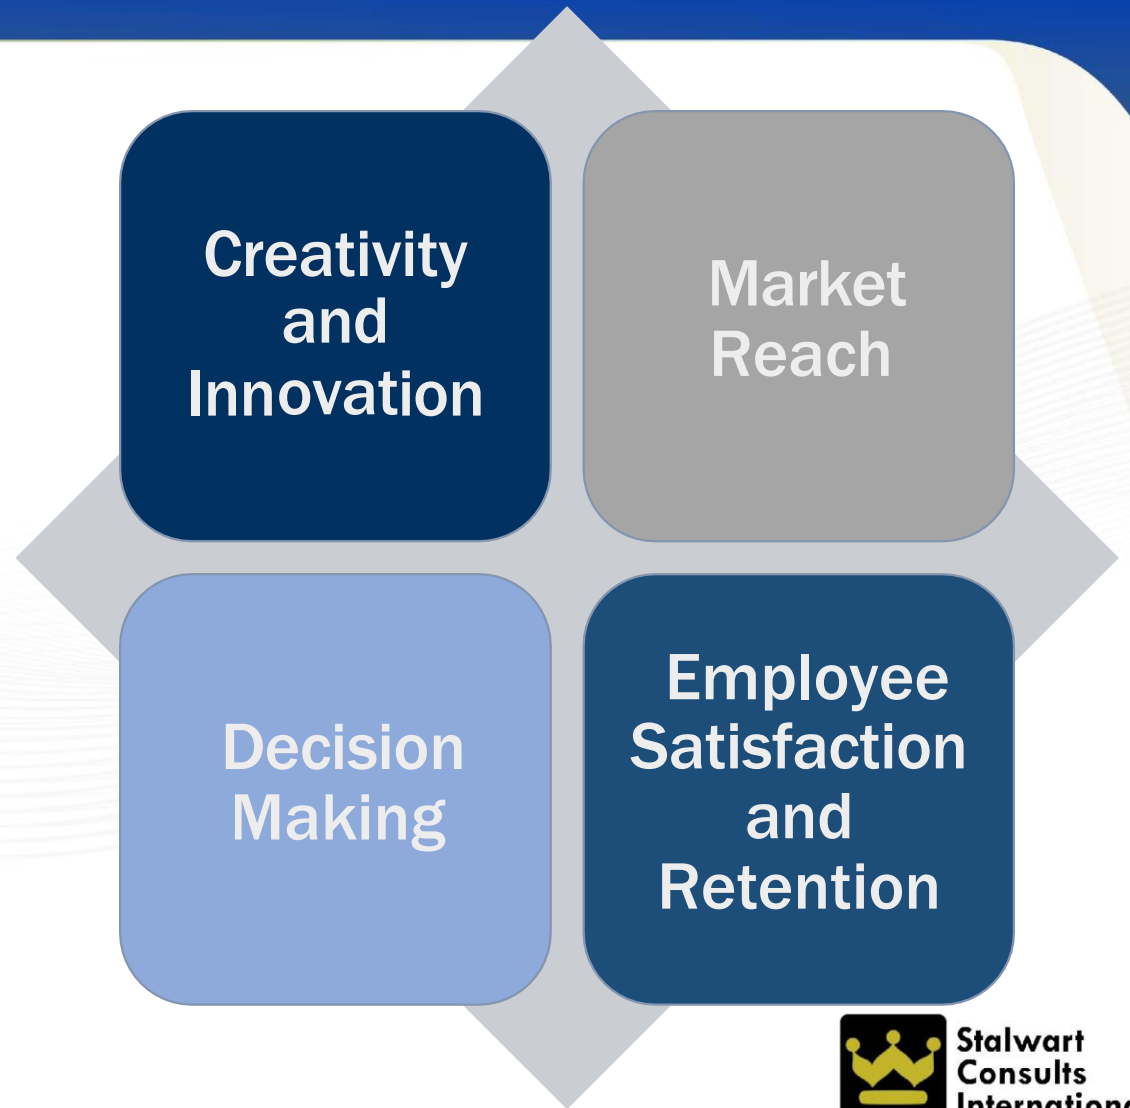 Creativity
and
Innovation
Market
Reach
Decision
Making
Employee
Satisfaction
and
Retention
Stalwart
Consults